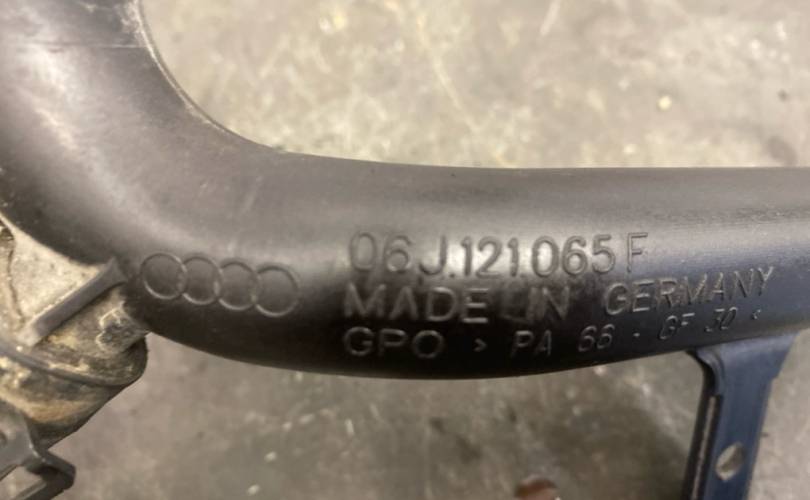 06J.121.065 F
MADE IN GERMANY
GPO > PA 66 - GF 30 <